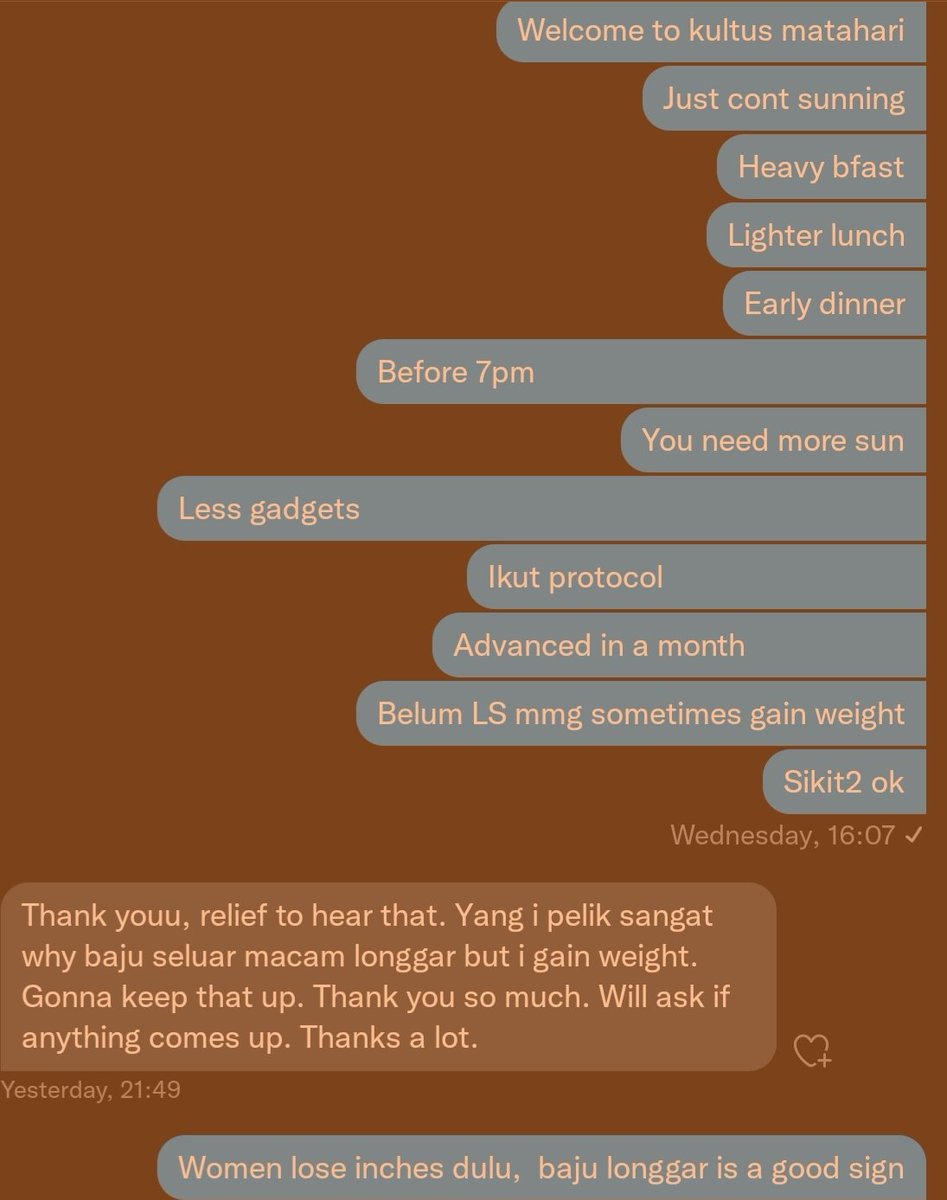 Welcome to kultus matahari
Just cont sunning
Heavy bfast
Lighter lunch
Early dinner
Before 7pm
You need more sun
Less gadgets
Ikut protocol
Advanced in a month
Belum LS mmg sometimes gain weight
Sikit2 ok
Wednesday, 16:07 ✓
Thank youu, relief to hear that. Yang i pelik sangat
why baju seluar macam longgar but i gain weight.
Gonna keep that up. Thank you so much. Will ask if
anything comes up. Thanks a lot.
Yesterday, 21:49
Women lose inches dulu,  baju longgar is a good sign